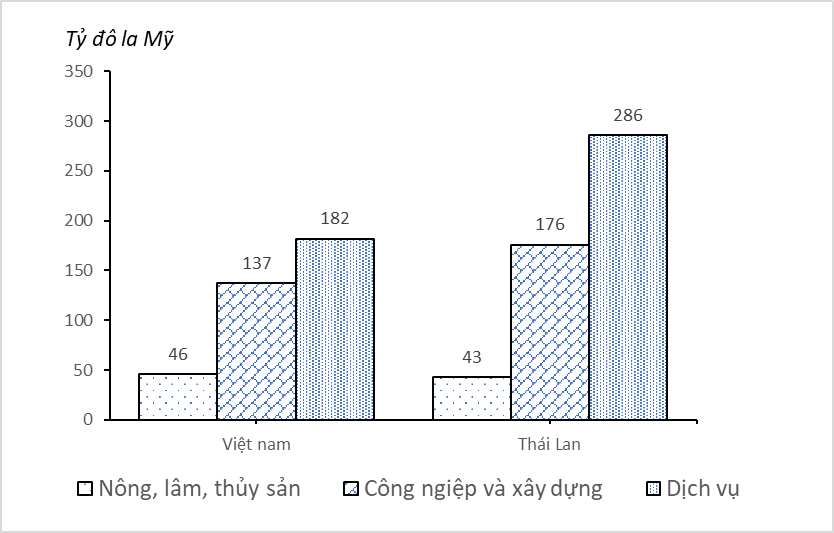 Tỷ đô la Mỹ
350
300
250
200
150
100
50
0
46
137
182
43
176
286
Việt nam
Thái Lan
Nông, lâm, thủy sản
Công ngiệp và xây dựng
Dịch vụ